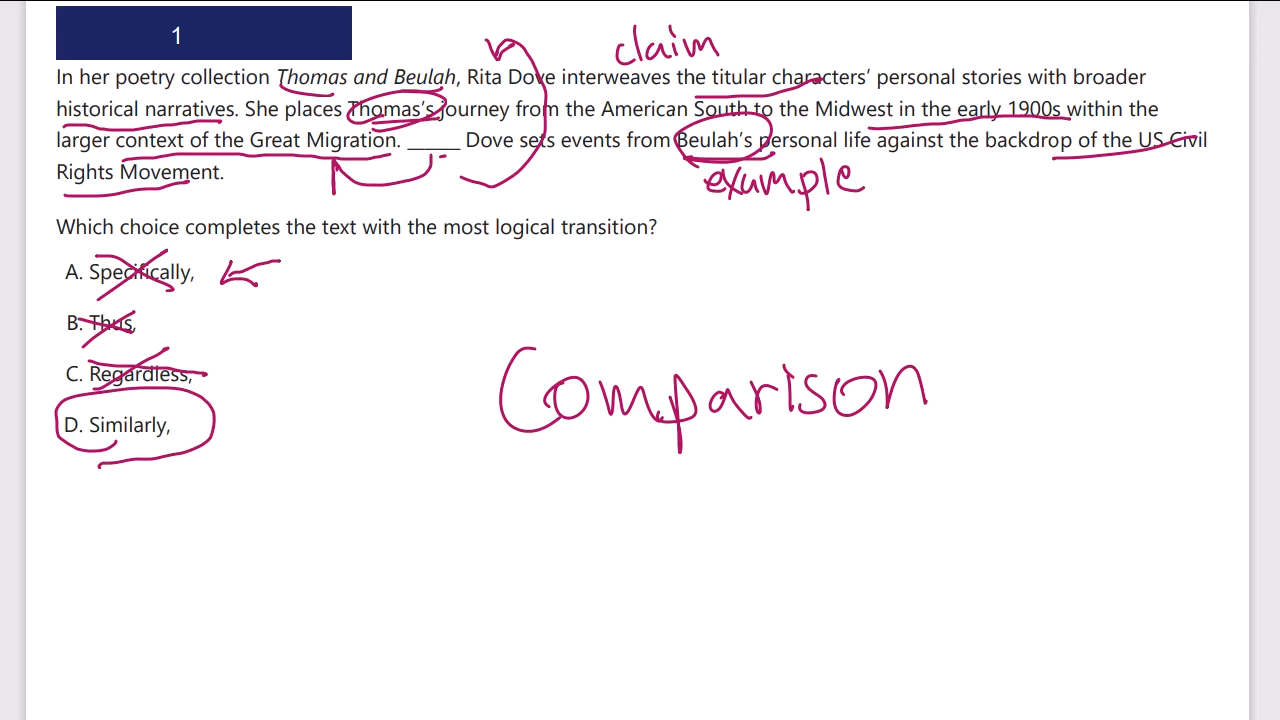 1
claim
In her poetry collection Thomas and Beulah, Rita Dove interweaves the titular characters’ personal stories with broader
historical narratives. She places Thomas’s journey from the American South to the Midwest in the early 1900s within the
larger context of the Great Migration. _____ Dove sets events from Beulah’s personal life against the backdrop of the US Civil
Rights Movement.
example
Which choice completes the text with the most logical transition?
A. Specifically,
B. Thus,
C. Regardless,
D. Similarly,
Comparison